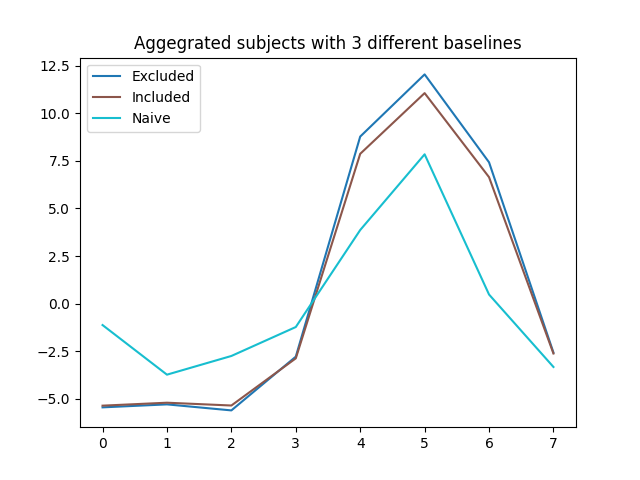 Aggegrated subjects with 3 different baselines
12.5
10.0
7.5
5.0
2.5
0.0
−2.5
−5.0
Excluded
Included
Naive
0 1 2 3 4 5 6 7